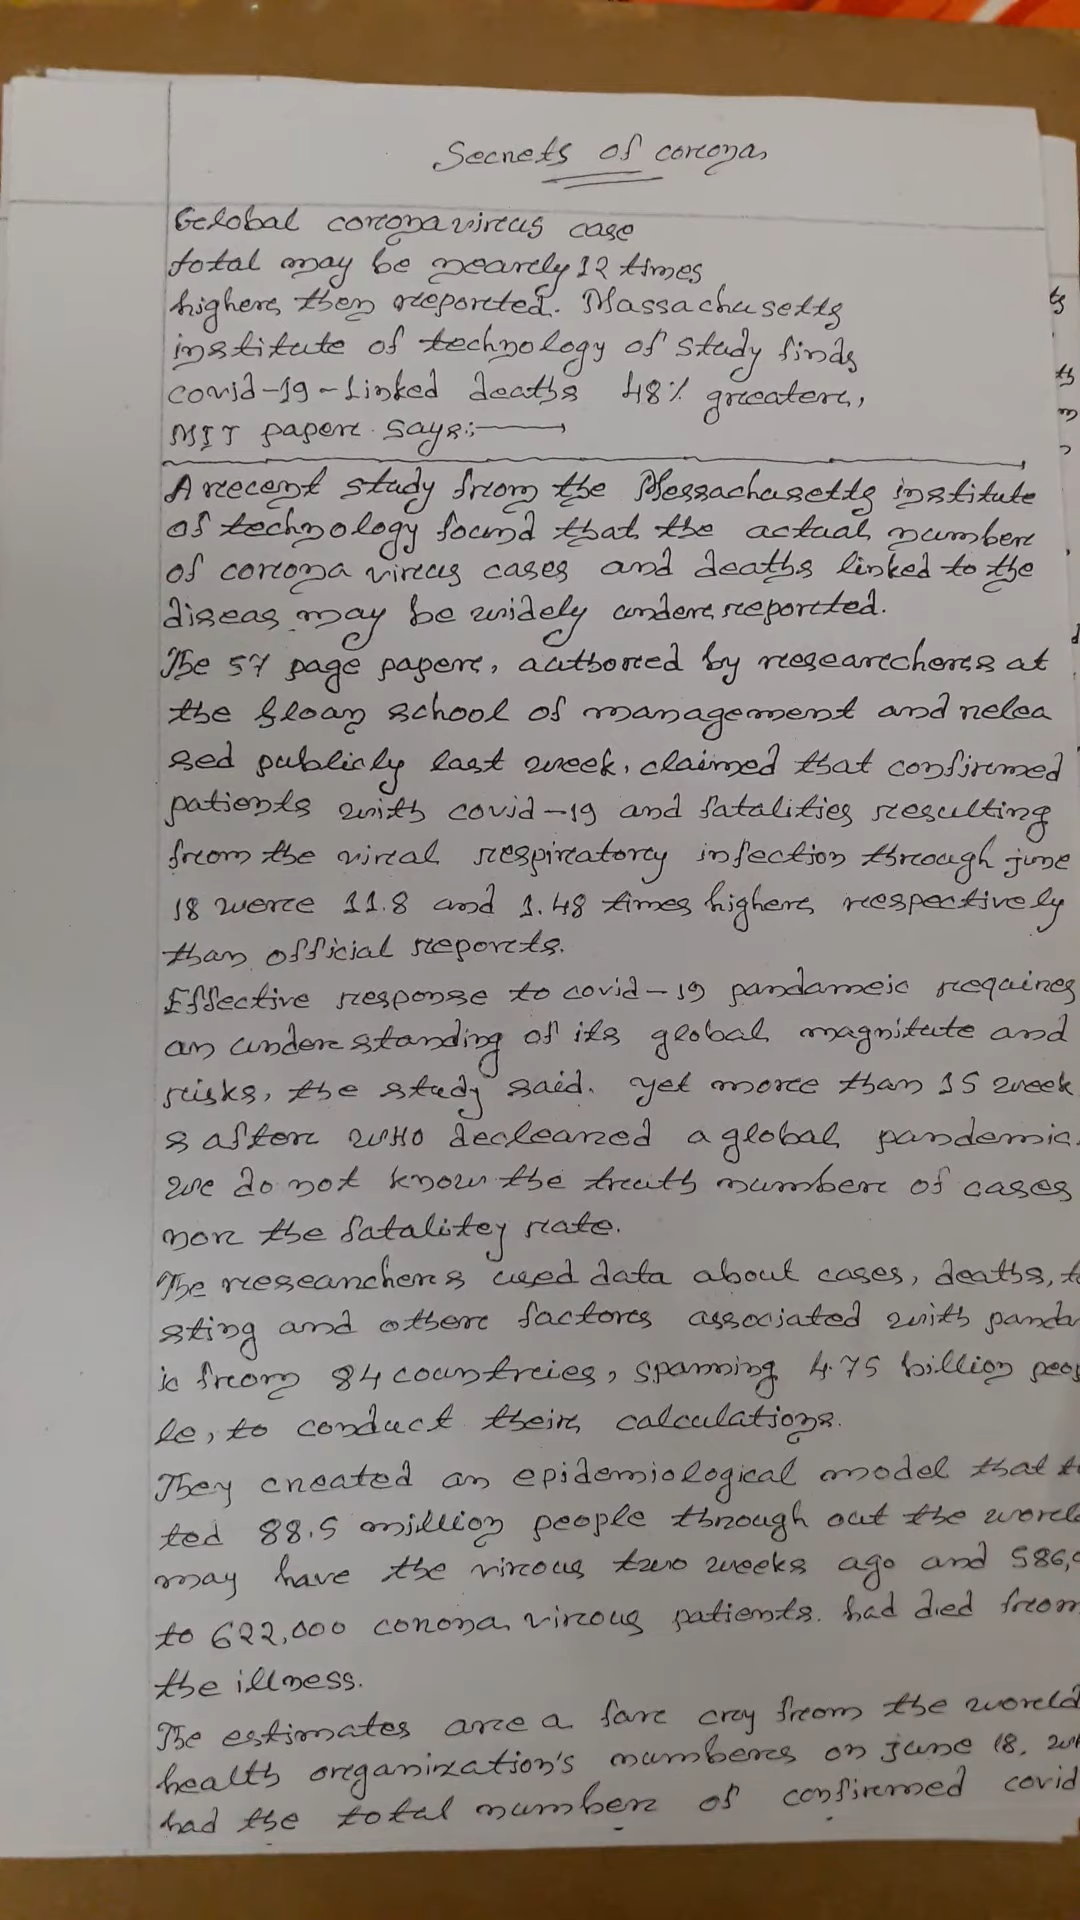 Secrets of corona
Gelobal coronavirus case
total may be nearly 12 times
higher then reported. Massachusetts
institute of technology of study finds
covid-19-linked deaths 48% greater,
MIT paper says:-
A recent study from the Messachusetts institute
of technology found that the actual number
of corona virus cases and deaths linked to the
diseas may be widely under reported.
The 57 page paper, authored by researchers at
the sloan school of management and relea
sed publicly last week, claimed that confirmed
patients with covid-19 and fatalities resulting
from the viral respiratory infection through june
18 were 11.8 and 1.48 times higher respectively
than official reports.
Effective response to covid-19 pandameic requires
an understanding of its global magnitute and
risks, the study said. yet more than 15 week
s after WHO decleared a global pandemic.
we do not know the truth number of cases
nor the fatalitey rate.
The researchers used data about cases, deaths, te
sting and other factors associated with panda
ic from 84 countries, spanning 4.75 billion peop
le, to conduct their calculations.
They created an epidemiological model that
ted 88.5 million people through out the world
may have the virous two weeks ago and 586,
to 622,000 corona virous patients. had died from
the illness.
The estimates are a far cry from the world
health organization's numbers on june 18.
had the total number of confirmed covid